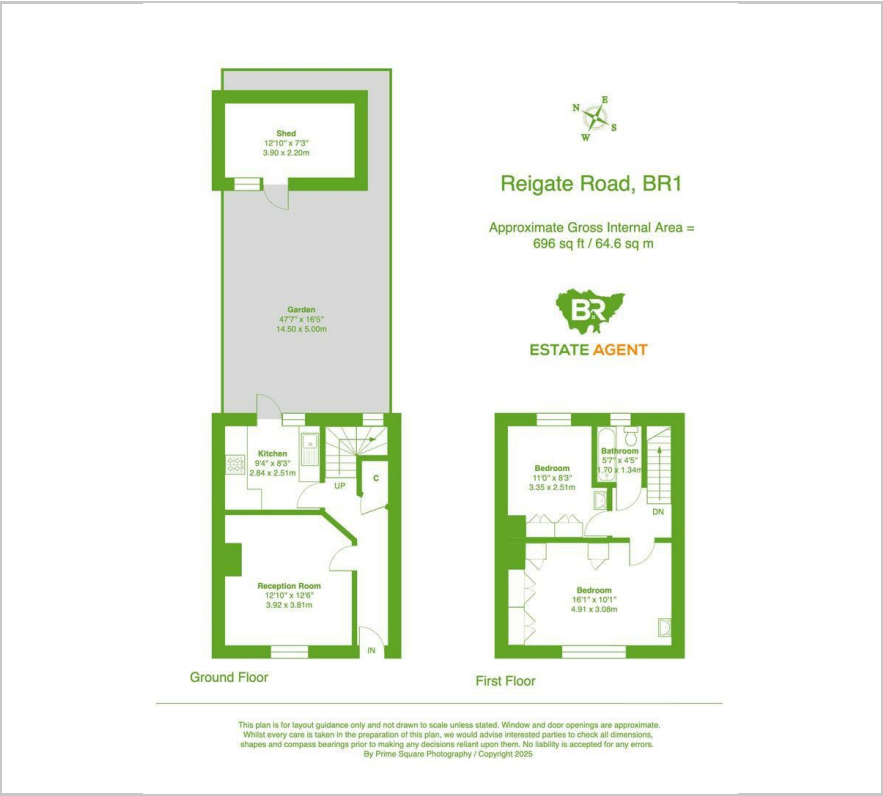 Shed
12'10" x 7'3"
3.90 x 2.20m
N E S W
Reigate Road, BR1
Approximate Gross Internal Area =
696 sq ft / 64.6 sq m
B&R
ESTATE AGENT
Garden
47'7" x 16'5"
14.50 x 5.00m
Kitchen
9'4" x 8'3"
2.84 x 2.51m
UP
C
Reception Room
12'10" x 12'6"
3.92 x 3.81m
IN
Ground Floor
Bedroom
11'0" x 8'3"
3.35 x 2.51m
Bathroom
5'7" x 4'5"
1.70 x 1.34m
DN
Bedroom
16'1" x 10'1"
4.91 x 3.08m
First Floor
This plan is for layout guidance only and not drawn to scale unless stated. Window and door openings are approximate.
Whilst every care is taken in the preparation of this plan, we would advise interested parties to check all dimensions,
shapes and compass bearings prior to making any decisions reliant upon them. No liability is accepted for any errors.
By Prime Square Photography / Copyright 2025